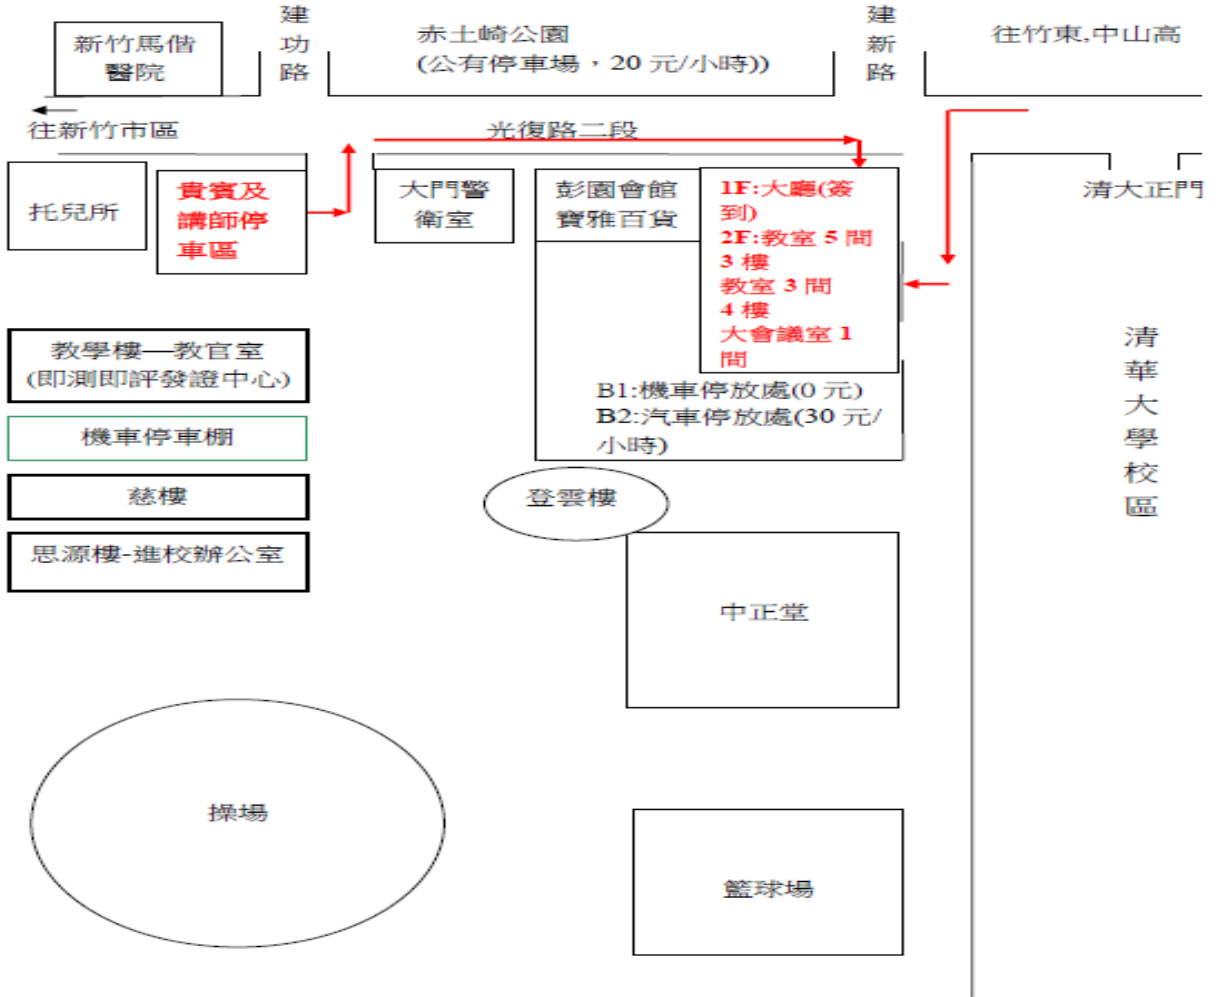 建
功
路
建
新
路
新竹馬偕
醫院
赤土崎公園
(公有停車場，20 元/小時))
往竹東,中山高
往新竹市區
光復路二段
托兒所
貴賓及
講師停
車區
大門警
衛室
彭園會館
寶雅百貨
1F:大廳(簽
到)
2F:教室 5 間
3 樓
教室 3 間
4 樓
大會議室 1
間
清大正門
B1:機車停放處(0 元)
B2:汽車停放處(30 元/
小時)
教學樓—教官室
(即測即評發證中心)
機車停車棚
慈樓
思源樓-進校辦公室
登雲樓
中正堂
清
華
大
學
校
區
操場
籃球場